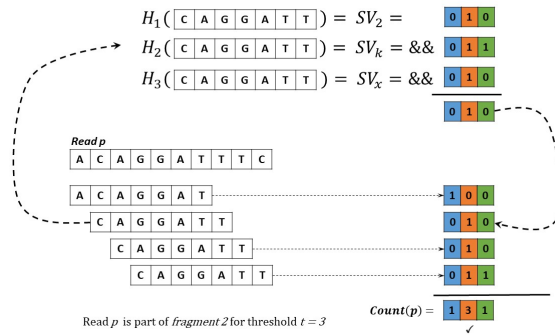 H₁( C A G G A T T ) = SV₂ = 0 1 0
H₂( C A G G A T T ) = SVₖ = && 0 1 1
H₃( C A G G A T T ) = SVₓ = && 0 1 0
0 1 0
Read p
A C A G G A T T T C
A C A G G A T 1 0 0
C A G G A T T 0 1 0
C A G G A T T 0 1 0
C A G G A T T 0 1 1
Count(p) = 1 3 1
✓
Read p is part of fragment 2 for threshold t = 3